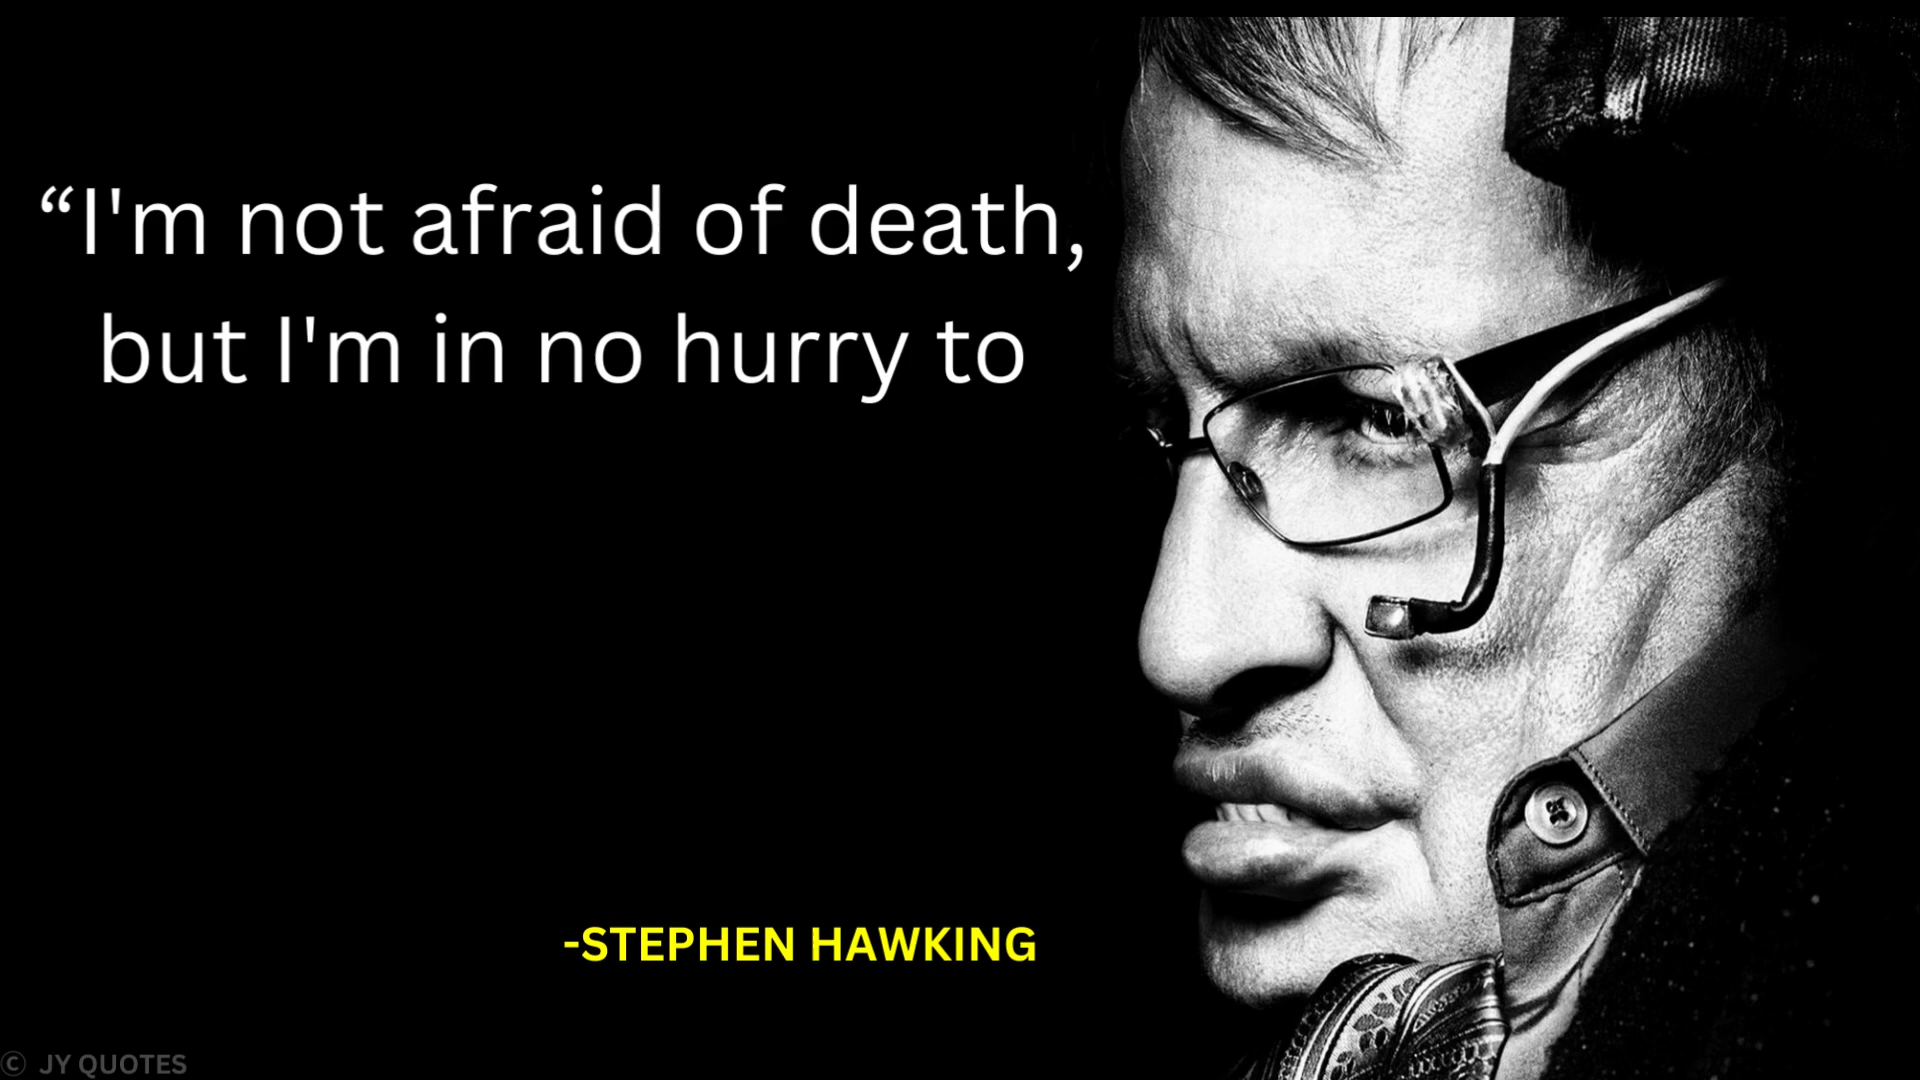 “I'm not afraid of death,
but I'm in no hurry to
-STEPHEN HAWKING
© JY QUOTES